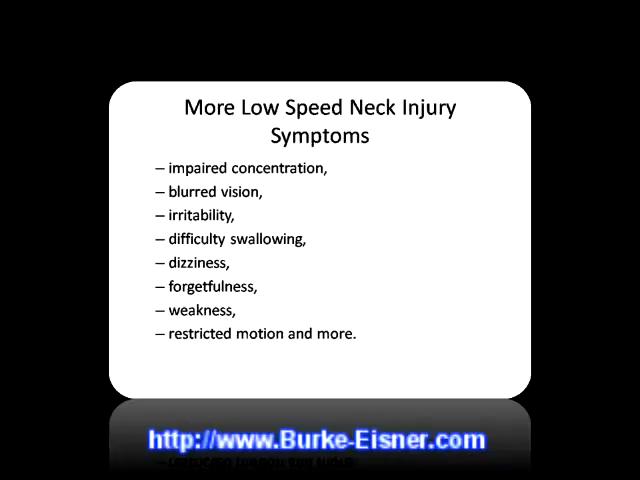 More Low Speed Neck Injury
Symptoms
– impaired concentration,
– blurred vision,
– irritability,
– difficulty swallowing,
– dizziness,
– forgetfulness,
– weakness,
– restricted motion and more.
http://www.Burke-Eisner.com